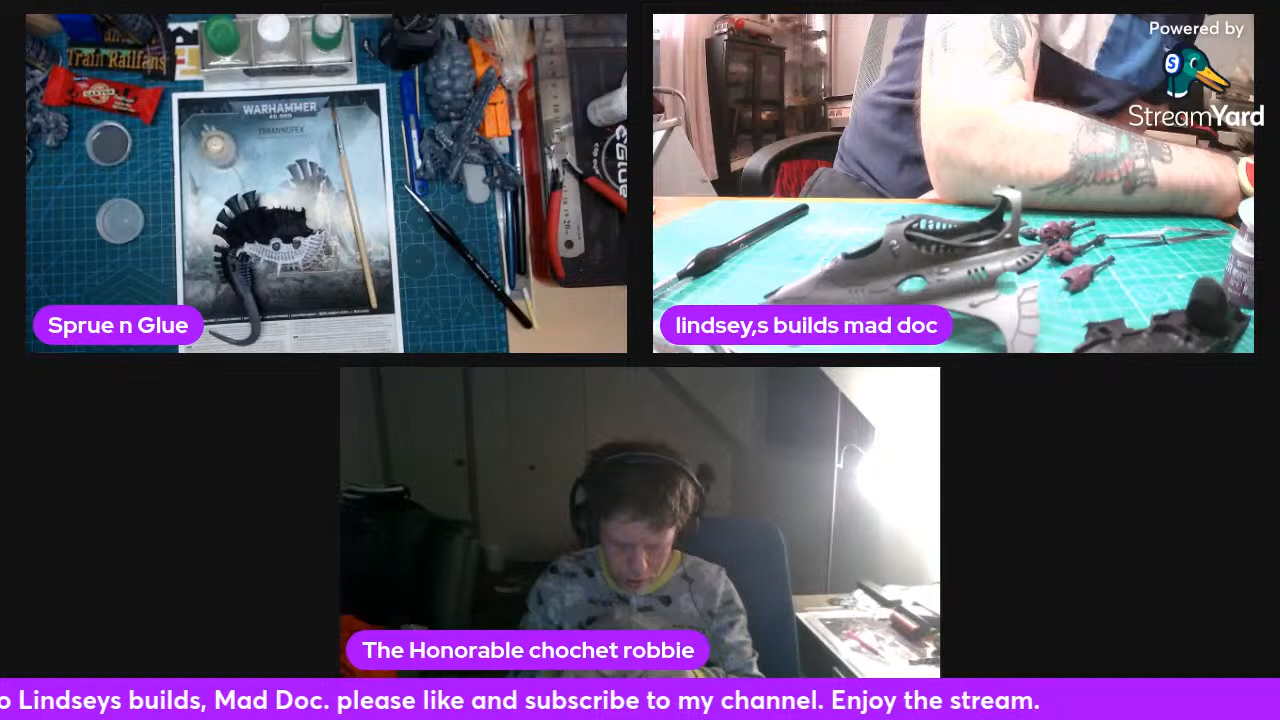 Train Railfans
WARHAMMER
40,000
TYRANNOFEX
Glue
Sprue n Glue
Powered by
S
StreamYard
lindsey,s builds mad doc
The Honorable chochet robbie
o Lindseys builds, Mad Doc. please like and subscribe to my channel. Enjoy the stream.